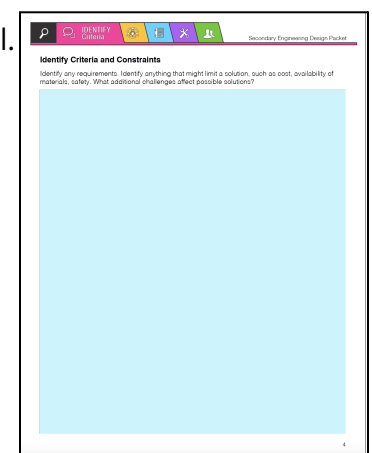 1.
IDENTIFY
Criteria
Secondary Engineering Design Packet
Identify Criteria and Constraints
Identify any requirements. Identify anything that might limit a solution, such as cost, availability of
materials, safety. What additional challenges affect possible solutions?
4